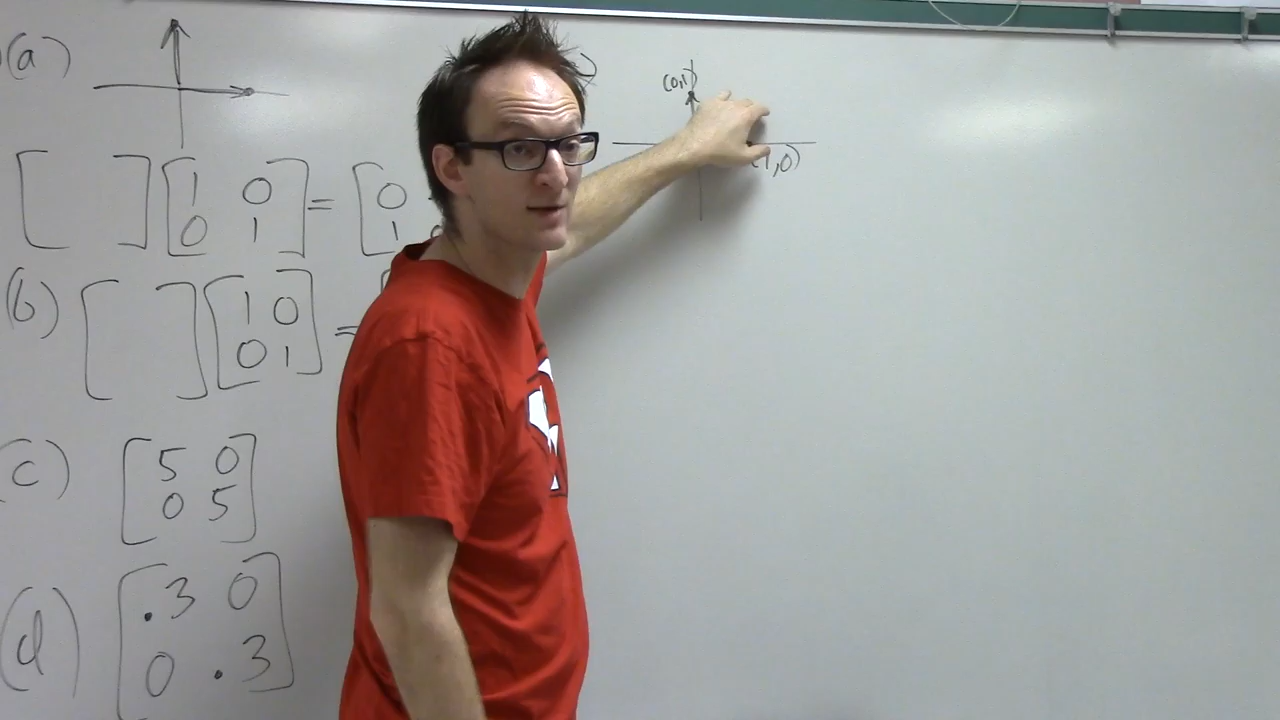 (a)
(0,1)
(1,0)
[ ] [1 0
0 1] = [0
1
(b) [ ] [1 0
0 1] =
(c) [5 0
0 5]
(d) [.3 0
0 .3]